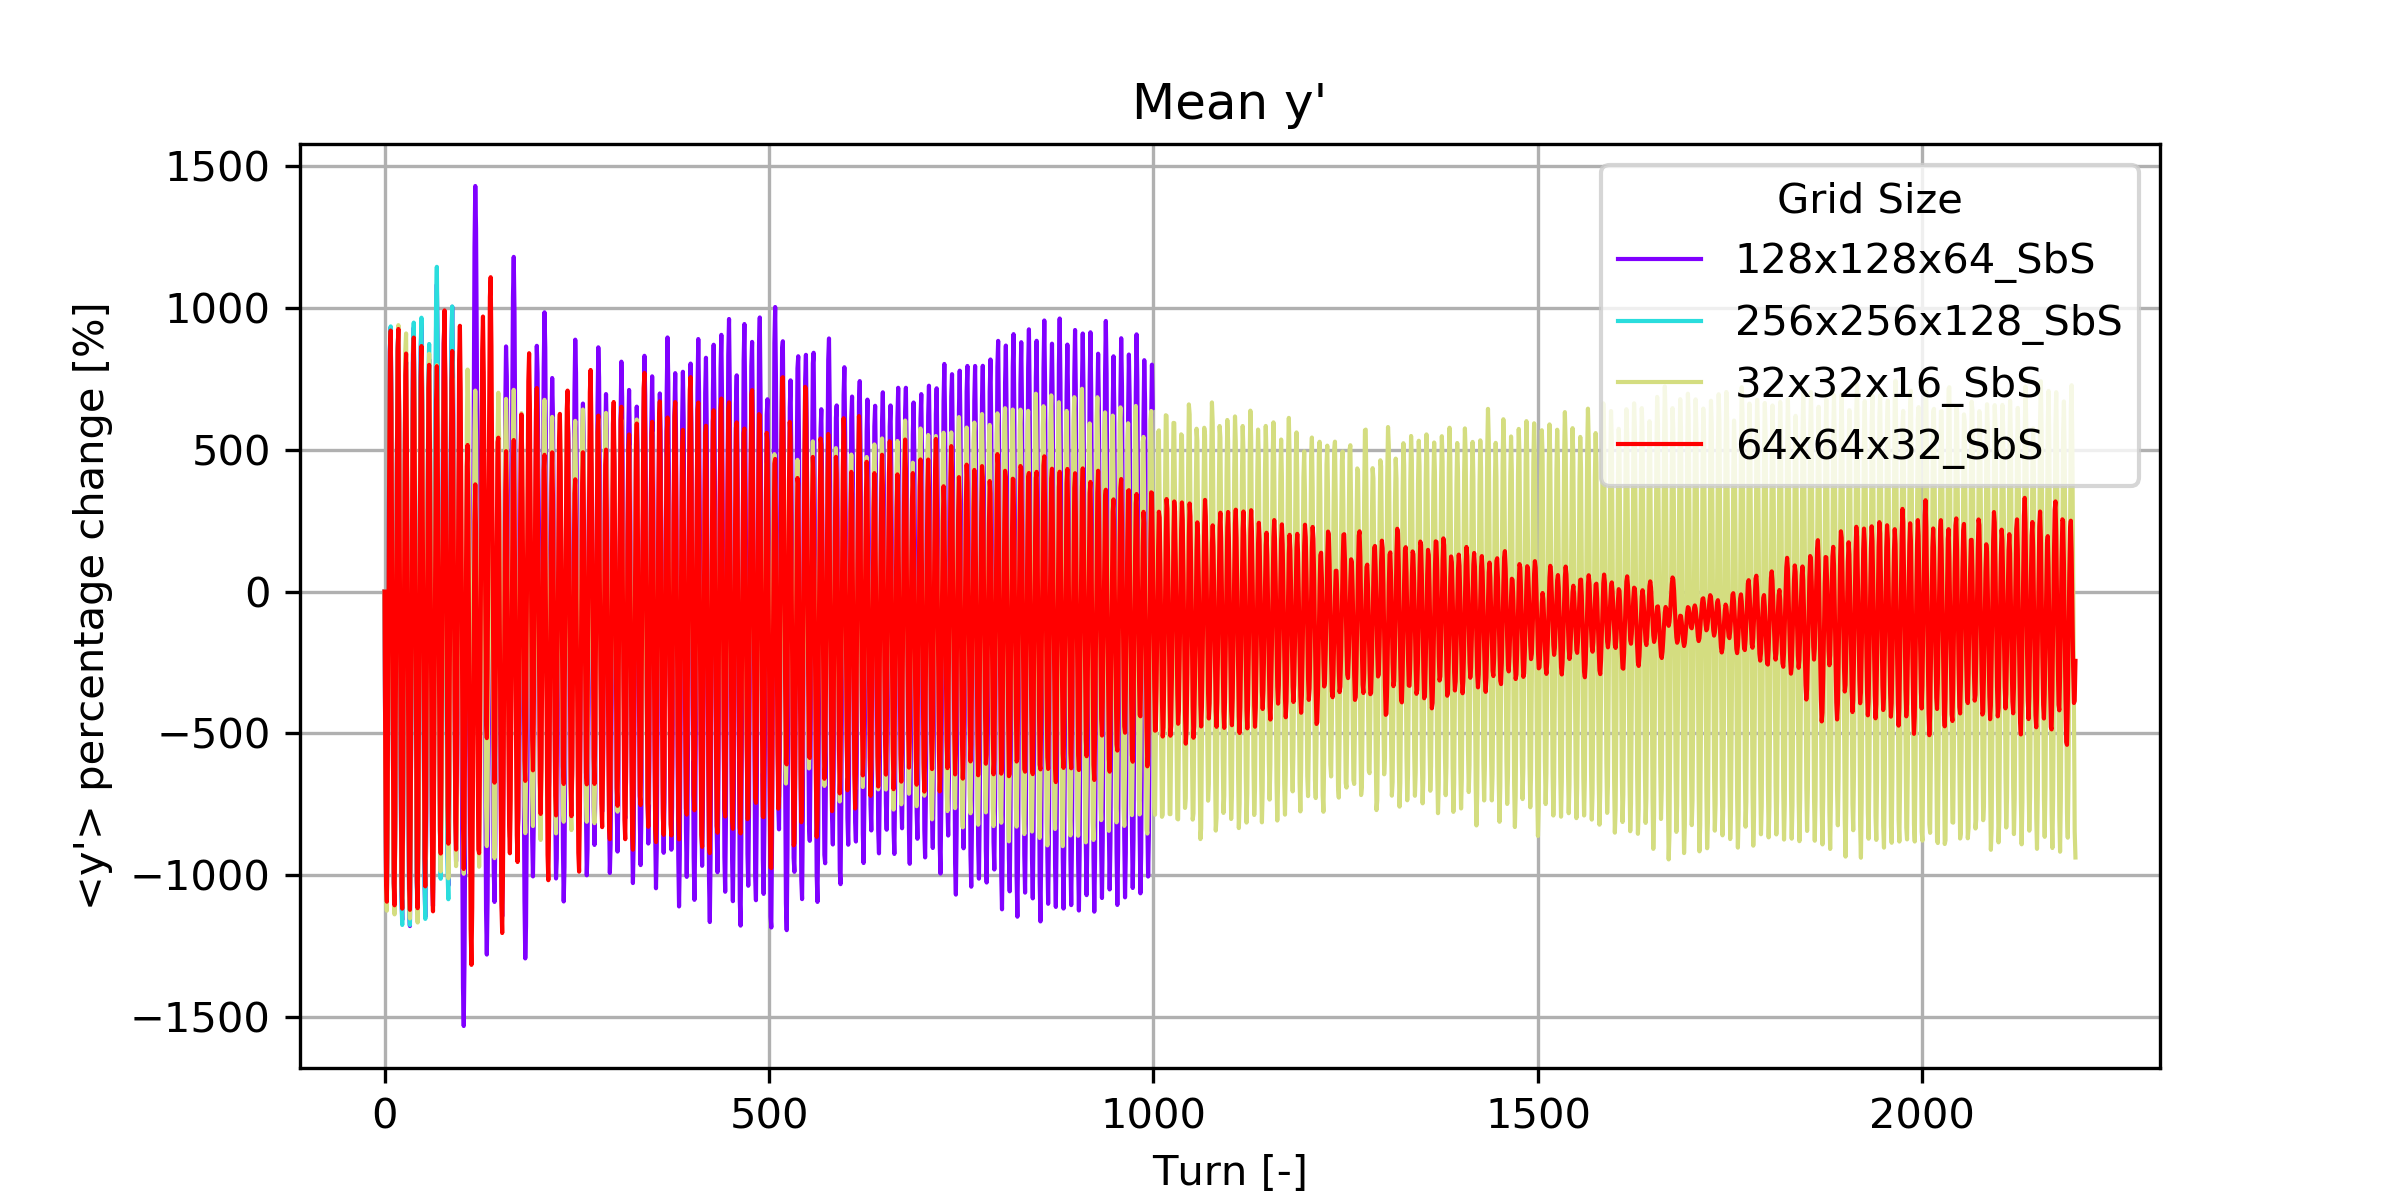 Mean y'
<y'> percentage change [%]
1500
1000
500
0
−500
−1000
−1500
Grid Size
128x128x64_SbS
256x256x128_SbS
32x32x16_SbS
64x64x32_SbS
0 500 1000 1500 2000
Turn [-]